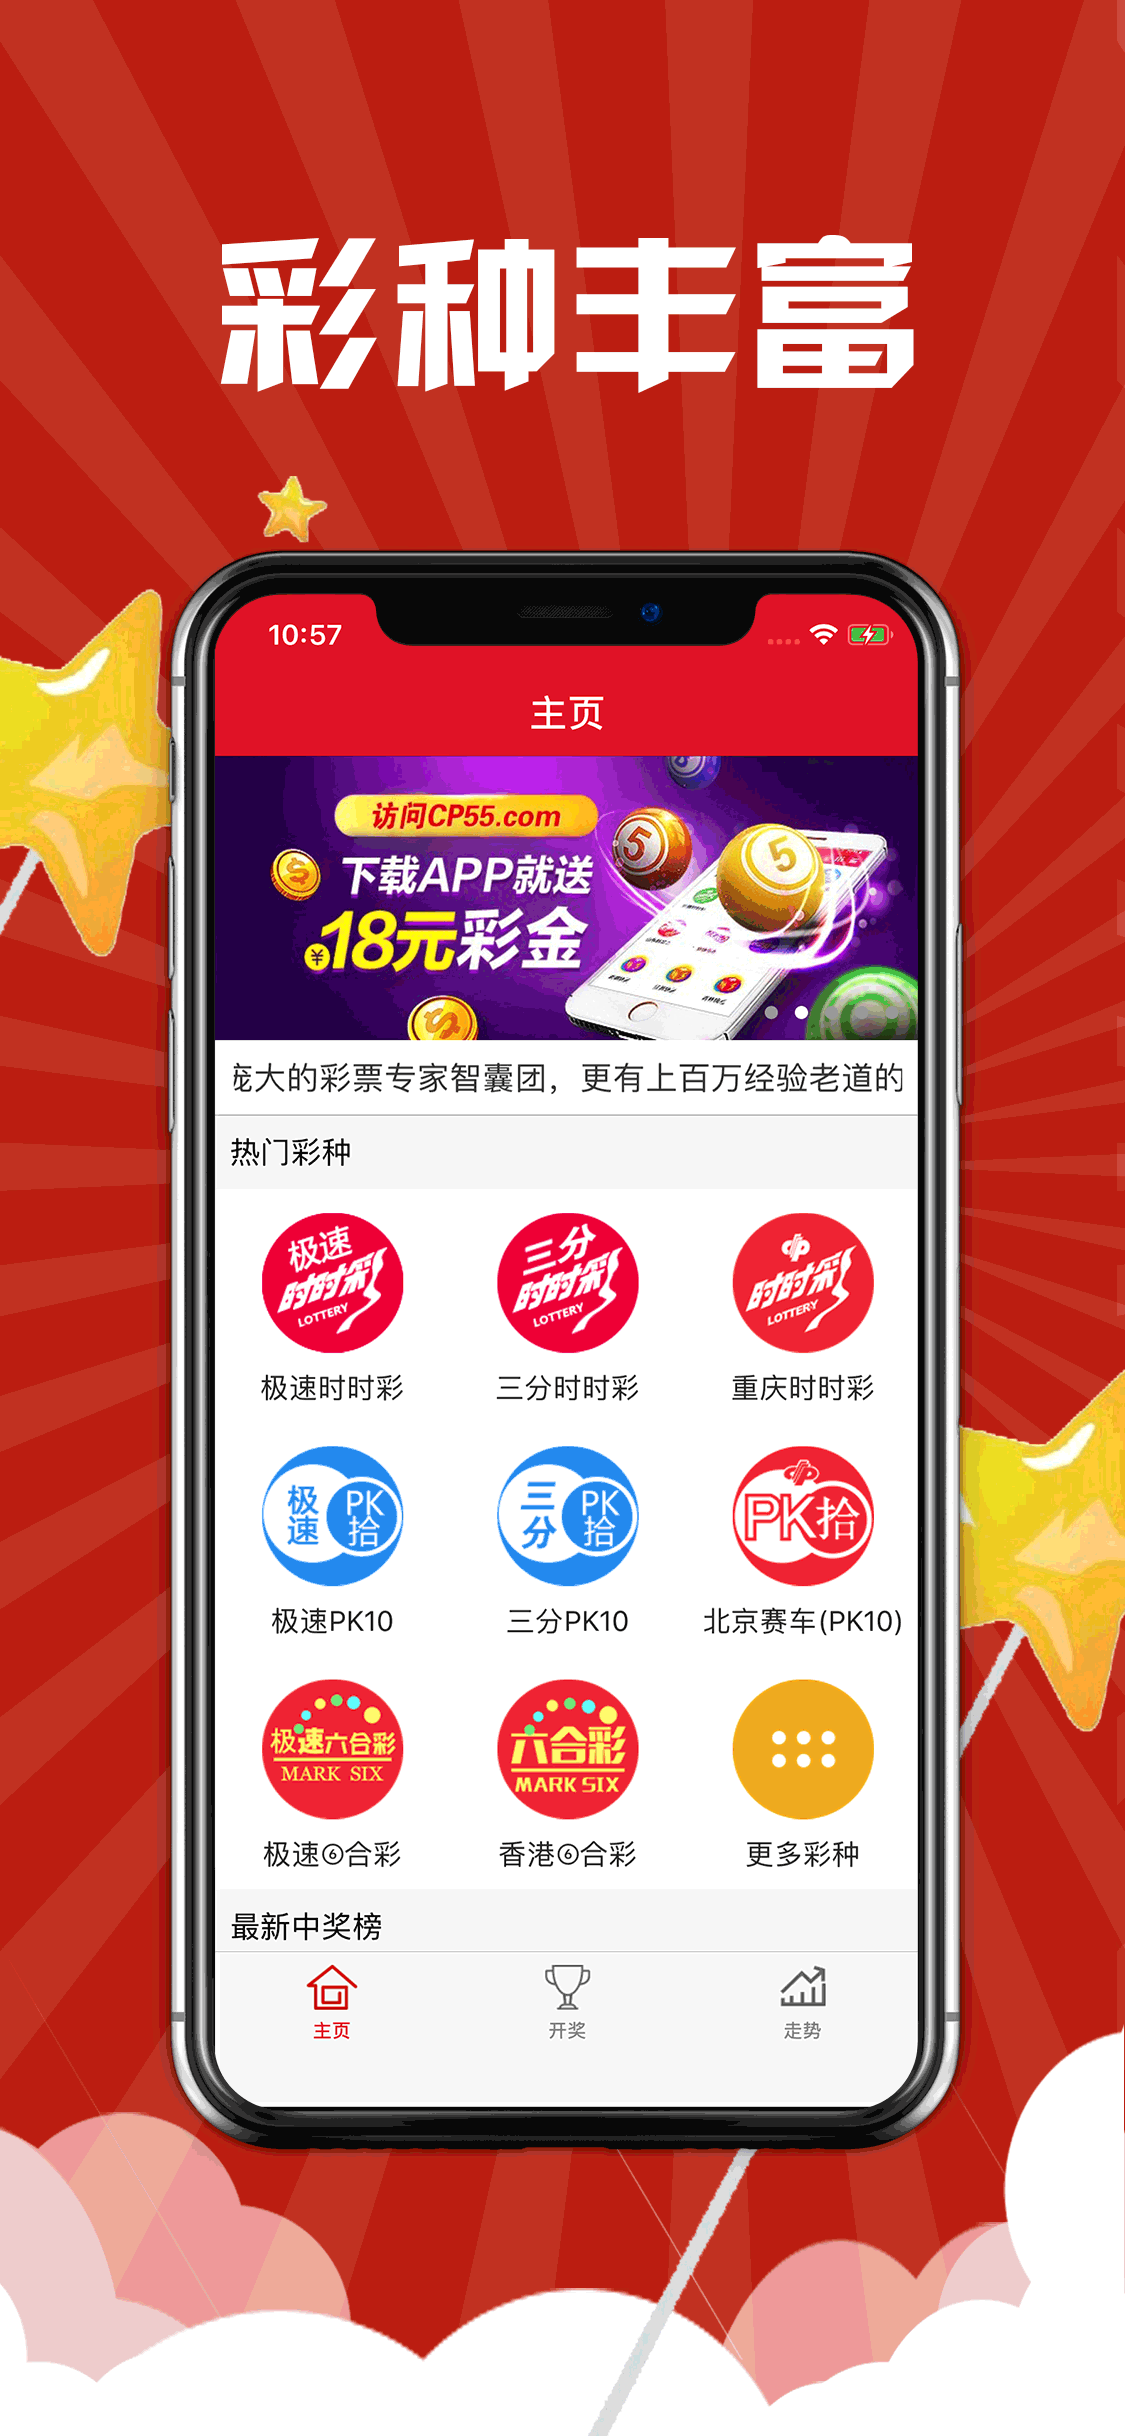 彩种丰富
10:57
主页
访问CP55.com
下载APP就送
¥18元彩金
庞大的彩票专家智囊团，更有上百万经验老道的
热门彩种
极速
时时彩
LOTTERY
三分
时时彩
LOTTERY
时时彩
LOTTERY
极速时时彩
三分时时彩
重庆时时彩
极速
PK拾
三分
PK拾
PK拾
极速PK10
三分PK10
北京赛车(PK10)
极速六合彩
MARK SIX
六合彩
MARK SIX
极速⑥合彩
香港⑥合彩
更多彩种
最新中奖榜
主页
开奖
走势